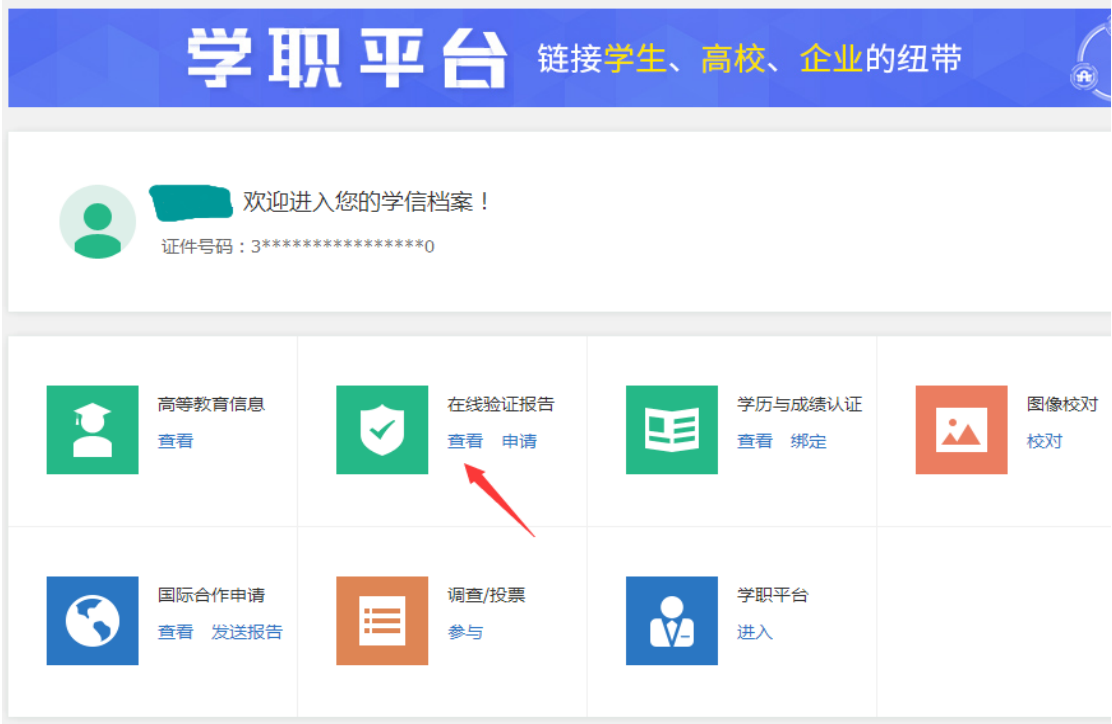 学职平台 链接学生、高校、企业的纽带
欢迎进入您的学信档案！
证件号码：3****************0
高等教育信息
查看
在线验证报告
查看 申请
学历与成绩认证
查看 绑定
图像校对
校对
国际合作申请
查看 发送报告
调查/投票
参与
学职平台
进入